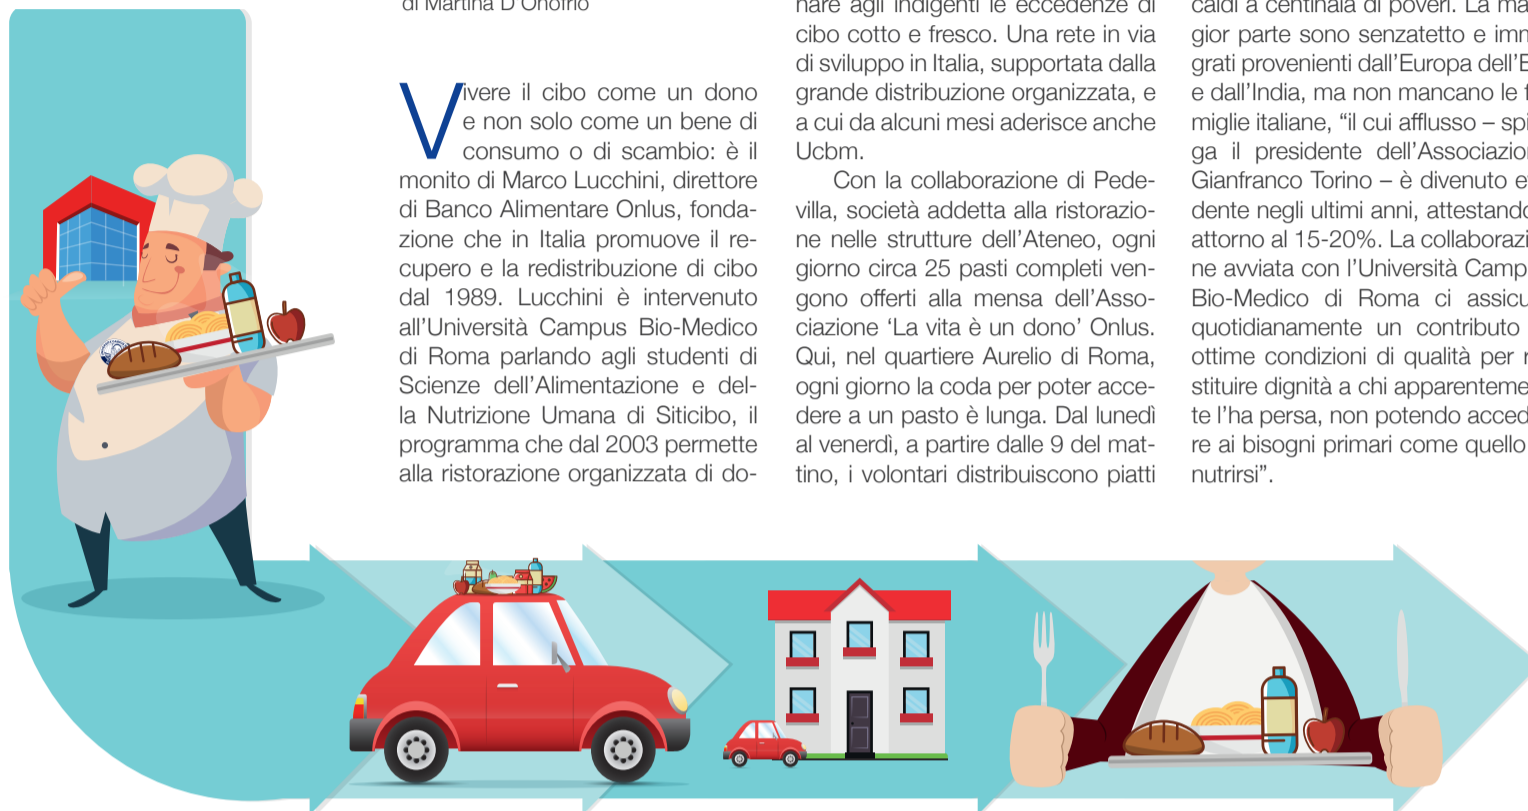 di Martina D'Onofrio
Vivere il cibo come un dono
e non solo come un bene di
consumo o di scambio: è il
monito di Marco Lucchini, direttore
di Banco Alimentare Onlus, fonda-
zione che in Italia promuove il re-
cupero e la redistribuzione di cibo
dal 1989. Lucchini è intervenuto
all'Università Campus Bio-Medico
di Roma parlando agli studenti di
Scienze dell'Alimentazione e del-
la Nutrizione Umana di Siticibo, il
programma che dal 2003 permette
alla ristorazione organizzata di do-
nare agli indigenti le eccedenze di
cibo cotto e fresco. Una rete in via
di sviluppo in Italia, supportata dalla
grande distribuzione organizzata, e
a cui da alcuni mesi aderisce anche
Ucbm.
Con la collaborazione di Pede-
villa, società addetta alla ristorazio-
ne nelle strutture dell'Ateneo, ogni
giorno circa 25 pasti completi ven-
gono offerti alla mensa dell'Asso-
ciazione 'La vita è un dono' Onlus.
Qui, nel quartiere Aurelio di Roma,
ogni giorno la coda per poter acce-
dere a un pasto è lunga. Dal lunedì
al venerdì, a partire dalle 9 del mat-
tino, i volontari distribuiscono piatti
caldi a centinaia di poveri. La ma
gior parte sono senzatetto e imm
grati provenienti dall'Europa dell'E
e dall'India, ma non mancano le f
miglie italiane, “il cui afflusso – spi
ga il presidente dell'Associazion
Gianfranco Torino – è divenuto ev
dente negli ultimi anni, attestando
attorno al 15-20%. La collaborazi
ne avviata con l'Università Camp
Bio-Medico di Roma ci assicu
quotidianamente un contributo
ottime condizioni di qualità per r
stituire dignità a chi apparenteme
te l'ha persa, non potendo acced
re ai bisogni primari come quello
nutrirsi”.